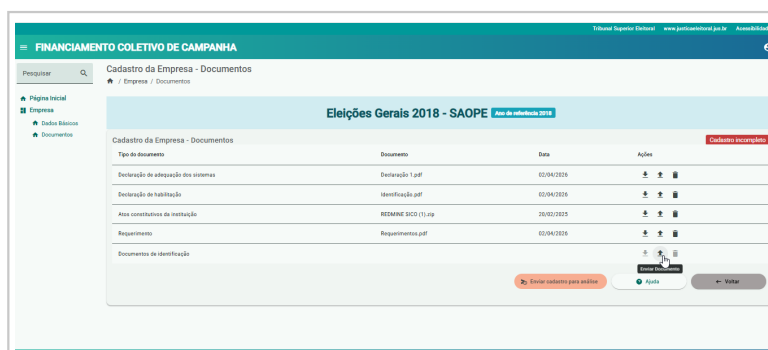 Tribunal Superior Eleitoral www.justicaeleitoral.jus.br Acessibilidad
FINANCIAMENTO COLETIVO DE CAMPANHA
Pesquisar
Cadastro da Empresa - Documentos
/ Empresa / Documentos
Página Inicial
Empresa
Dados Básicos
Documentos
Eleições Gerais 2018 - SAOPE Ano de referência 2018
Cadastro da Empresa - Documentos Cadastro incompleto
Tipo do documento Documento Data Ações
Declaração de adequação dos sistemas Declaração 1.pdf 02/04/2026
Declaração de habilitação Identificação.pdf 02/04/2026
Atos constitutivos da instituição REDMINE SICO (1).zip 20/02/2025
Requerimento Requerimentos.pdf 02/04/2026
Documentos de identificação
Enviar Documento
Enviar cadastro para análise Ajuda Voltar